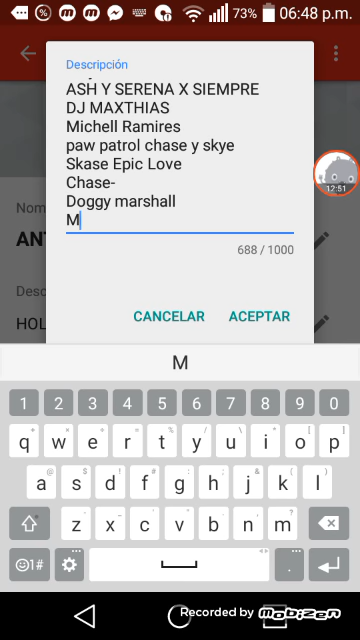 73% 06:48 p.m.
Descripción
ASH Y SERENA X SIEMPRE
DJ MAXTHIAS
Michell Ramires
paw patrol chase y skye
Skase Epic Love
Chase-
Doggy marshall
M
12:51
Nom
ANT
688 / 1000
Desc
HOL
CANCELAR ACEPTAR
M
1 2 3 4 5 6 7 8 9 0
q w e r t y u i o p
a s d f g h j k l
z x c v b n m
1# .
Recorded by Mobizen